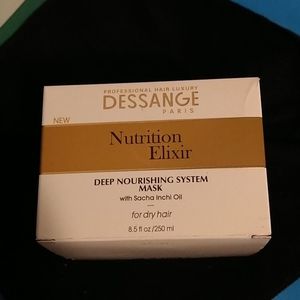 PROFESSIONAL HAIR LUXURY
DESSANGE
PARIS
NEW
Nutrition
Elixir
DEEP NOURISHING SYSTEM
MASK
with Sacha Inchi Oil
for dry hair
8.5 fl oz/250 ml